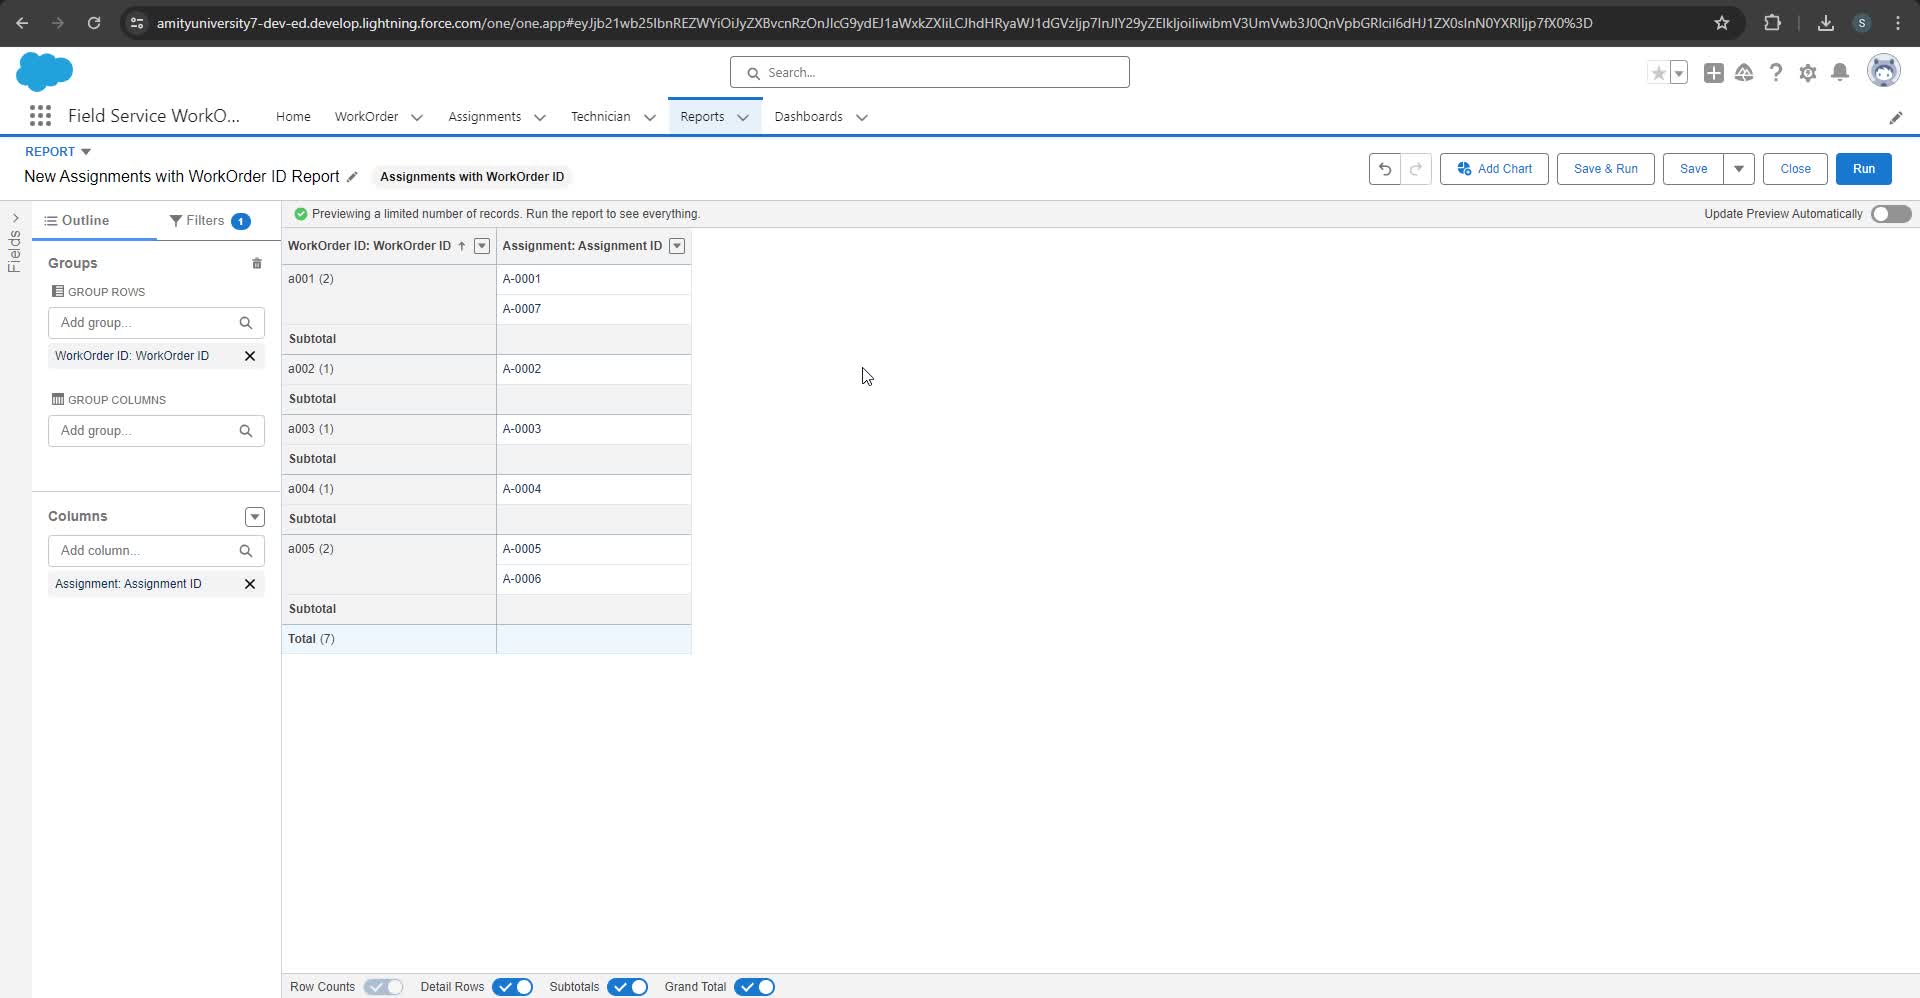 amityuniversity7-dev-ed.develop.lightning.force.com/one/one.app#eyJjb21wb25lbnREZWYiOiJyZXBvcnRzOnJlcG9ydEJ1aWxkZXIiLCJhdHRyaWJ1dGVzIjp7InJlY29yZElkIjoiIiwibmV3UmVwb3J0QnVpbGRlciI6dHJ1ZX0sInN0YXRlIjp7fX0%3D
S
Search...
Field Service WorkO...
Home
WorkOrder
Assignments
Technician
Reports
Dashboards
REPORT
New Assignments with WorkOrder ID Report
Assignments with WorkOrder ID
Add Chart
Save & Run
Save
Close
Run
Fields
Outline
Filters 1
Previewing a limited number of records. Run the report to see everything.
Update Preview Automatically
Groups
GROUP ROWS
Add group...
WorkOrder ID: WorkOrder ID
GROUP COLUMNS
Add group...
Columns
Add column...
Assignment: Assignment ID
WorkOrder ID: WorkOrder ID Assignment: Assignment ID
a001 (2) A-0001
A-0007
Subtotal
a002 (1) A-0002
Subtotal
a003 (1) A-0003
Subtotal
a004 (1) A-0004
Subtotal
a005 (2) A-0005
A-0006
Subtotal
Total (7)
Row Counts
Detail Rows
Subtotals
Grand Total